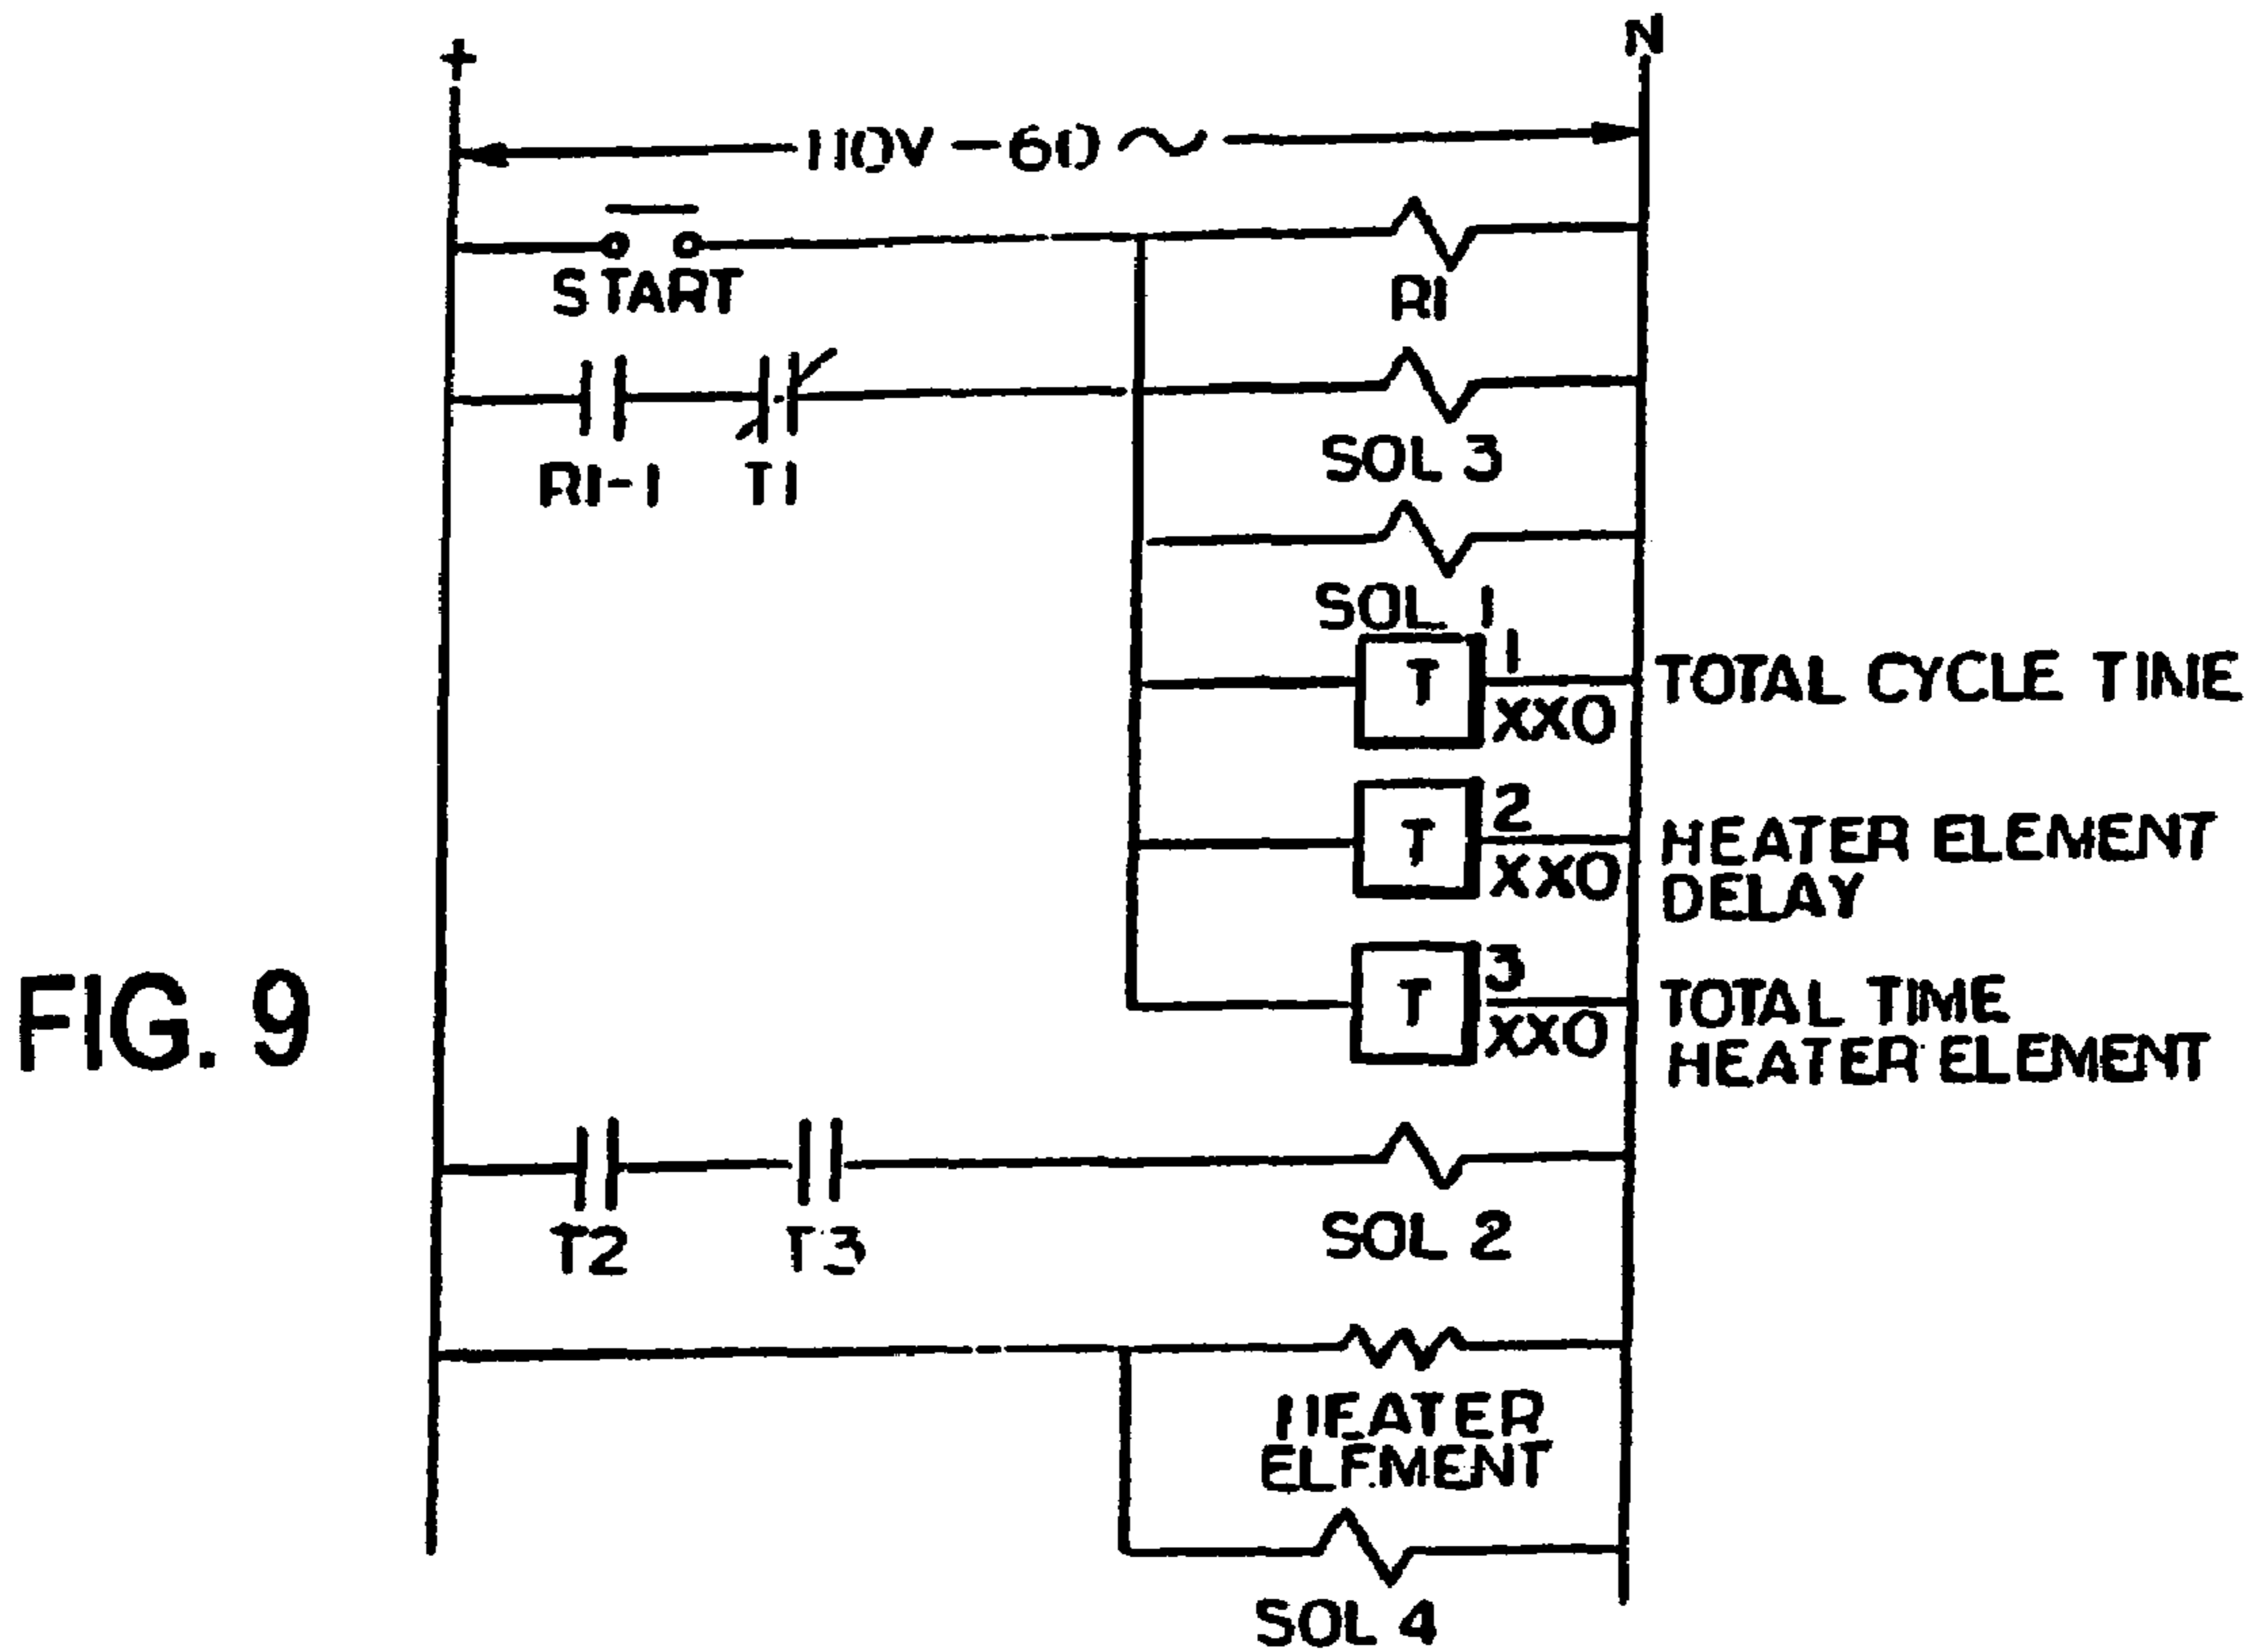 +
N
110V-60~
START
R1
R1-1
T1
SOL 3
SOL 1
T
1
XXO
TOTAL CYCLE TINE
T
2
XXO
HEATER ELEMENT
DELAY
T
3
XXO
TOTAL TIME
HEATER ELEMENT
FIG. 9
T2
T3
SOL 2
HEATER
ELEMENT
SOL 4